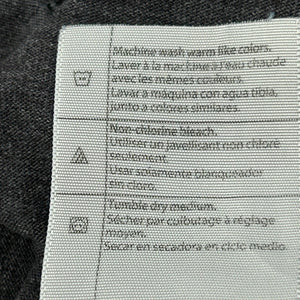 Machine wash warm like colors.
Laver à la machine à l'eau chaude
avec les mêmes couleurs.
Lavar a máquina con agua tibia,
junto a colores similares.
Non-chlorine bleach.
Utiliser un javellisant non chloré
seulement.
Usar solamente blanqueador
sin cloro.
Tumble dry medium.
Sécher par culbutage à réglage
moyen.
Secar en secadora en ciclo medio.